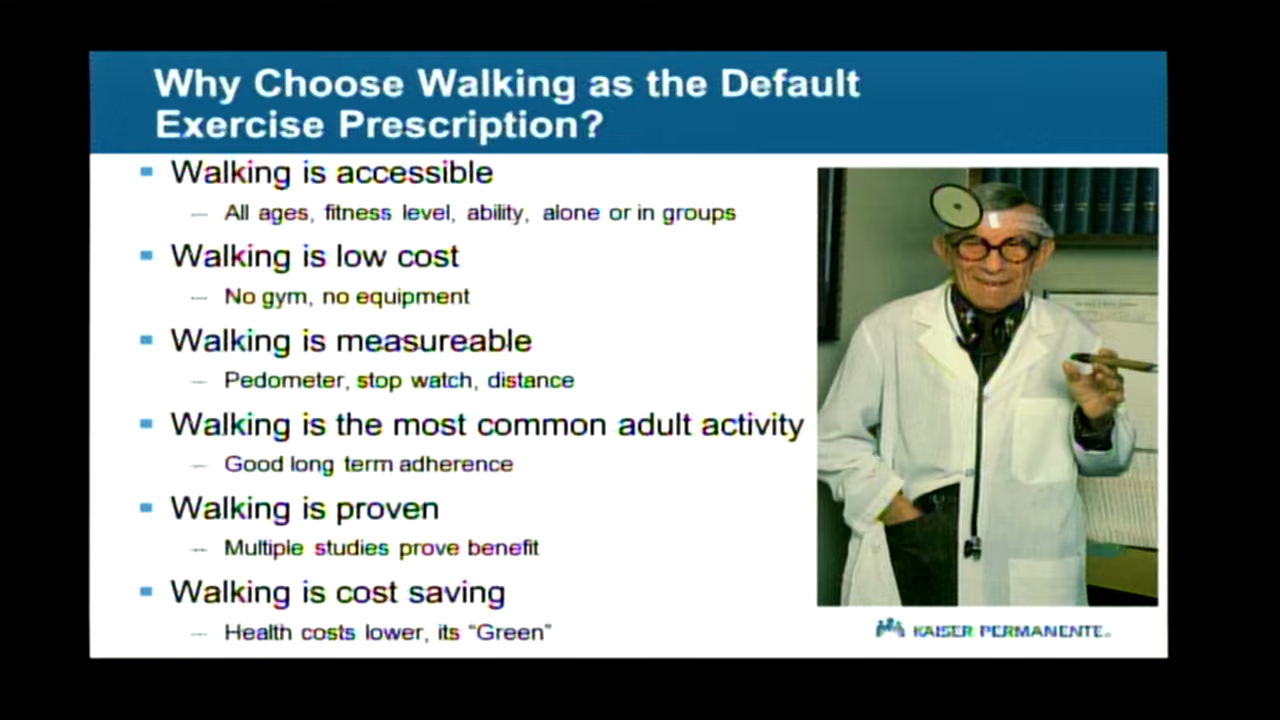 Why Choose Walking as the Default
Exercise Prescription?
Walking is accessible
All ages, fitness level, ability, alone or in groups
Walking is low cost
No gym, no equipment
Walking is measureable
Pedometer, stop watch, distance
Walking is the most common adult activity
Good long term adherence
Walking is proven
Multiple studies prove benefit
Walking is cost saving
Health costs lower, its "Green"
KAISER PERMANENTE®